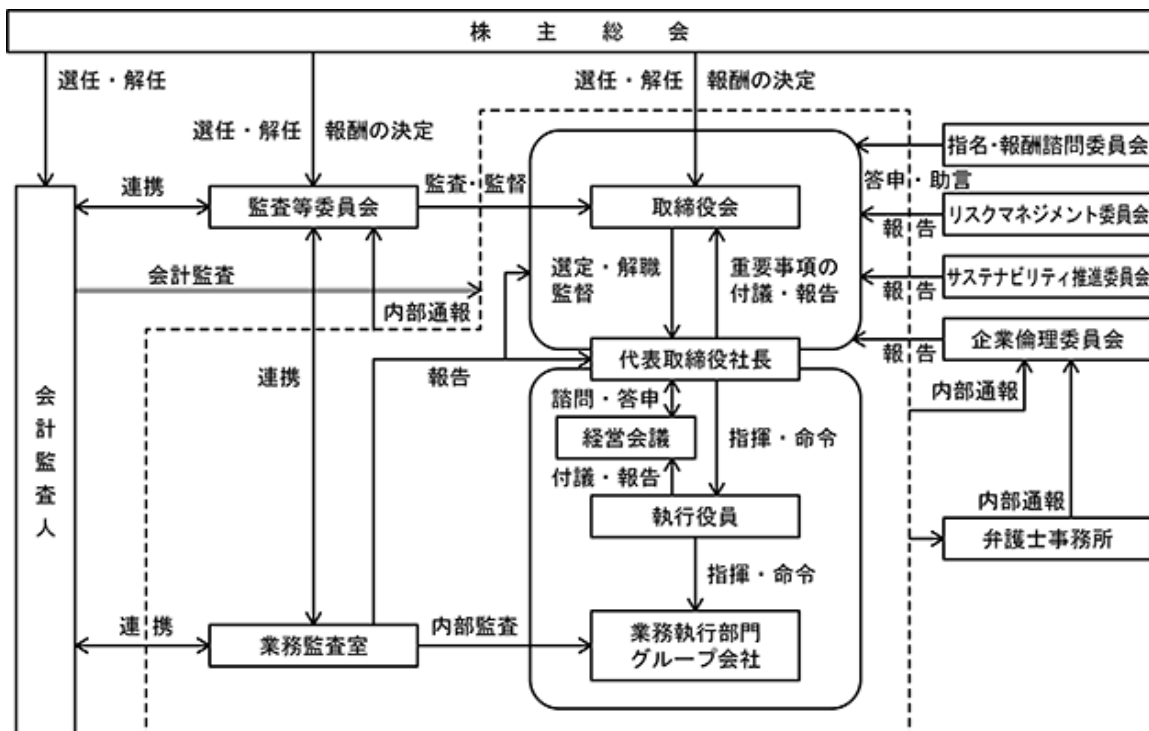 株主総会
選任・解任
選任・解任 報酬の決定
選任・解任 報酬の決定
指名・報酬諮問委員会
答申・助言
連携
監査等委員会
監査・監督
取締役会
リスクマネジメント委員会
報告
会計監査
内部通報
選定・解職
監督
重要事項の
付議・報告
サステナビリティ推進委員会
報告
企業倫理委員会
報告
代表取締役社長
連携
報告
内部通報
諮問・答申
経営会議
指揮・命令
付議・報告
会計監査人
執行役員
内部通報
弁護士事務所
指揮・命令
連携
業務監査室
内部監査
業務執行部門
グループ会社